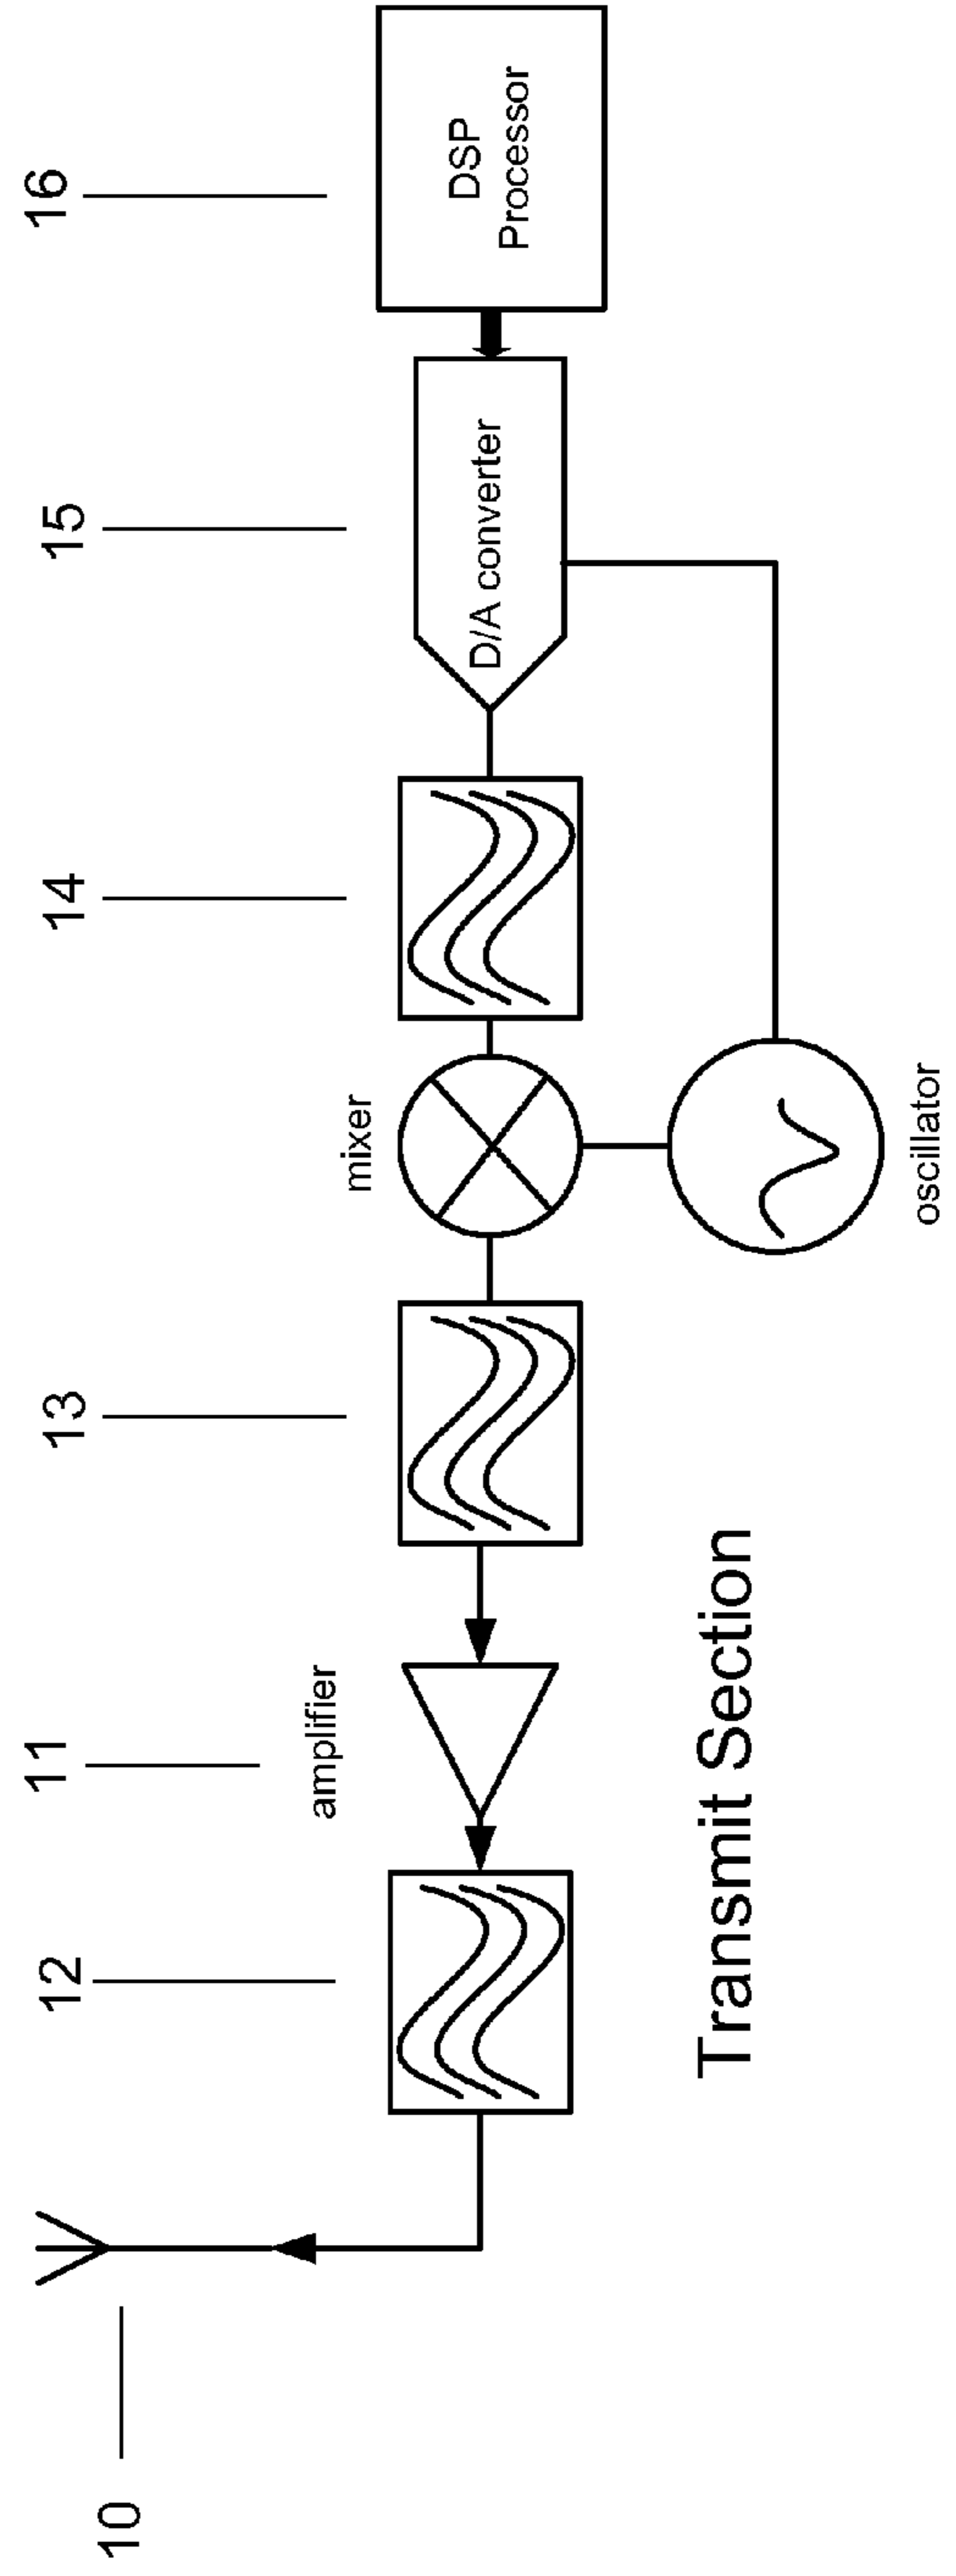 10
12
11
13
14
15
16
amplifier
mixer
D/A converter
DSP
Processor
oscillator
Transmit Section